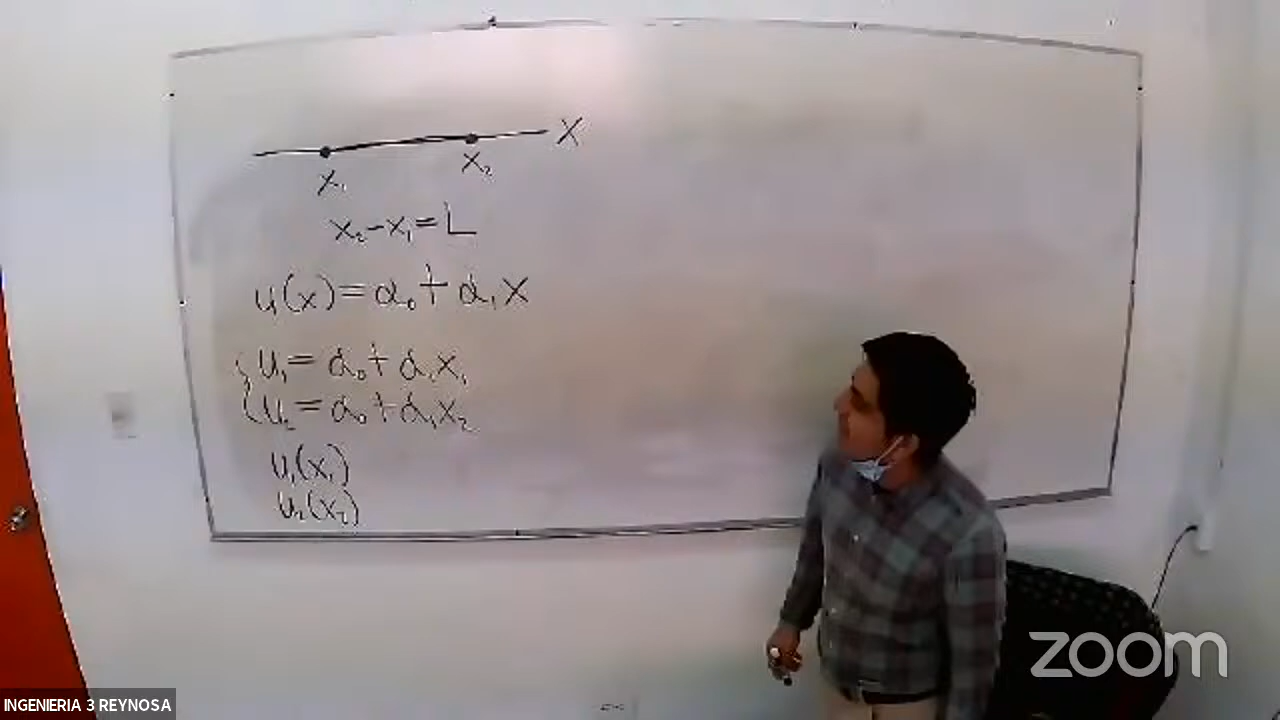 X
x₁ x₂
x₂-x₁=L
u(x)=α₀+α₁x
u₁=α₀+α₁x₁
u₂=α₀+α₁x₂
u₁(x₁)
u₂(x₂)
zoom
INGENIERIA 3 REYNOSA